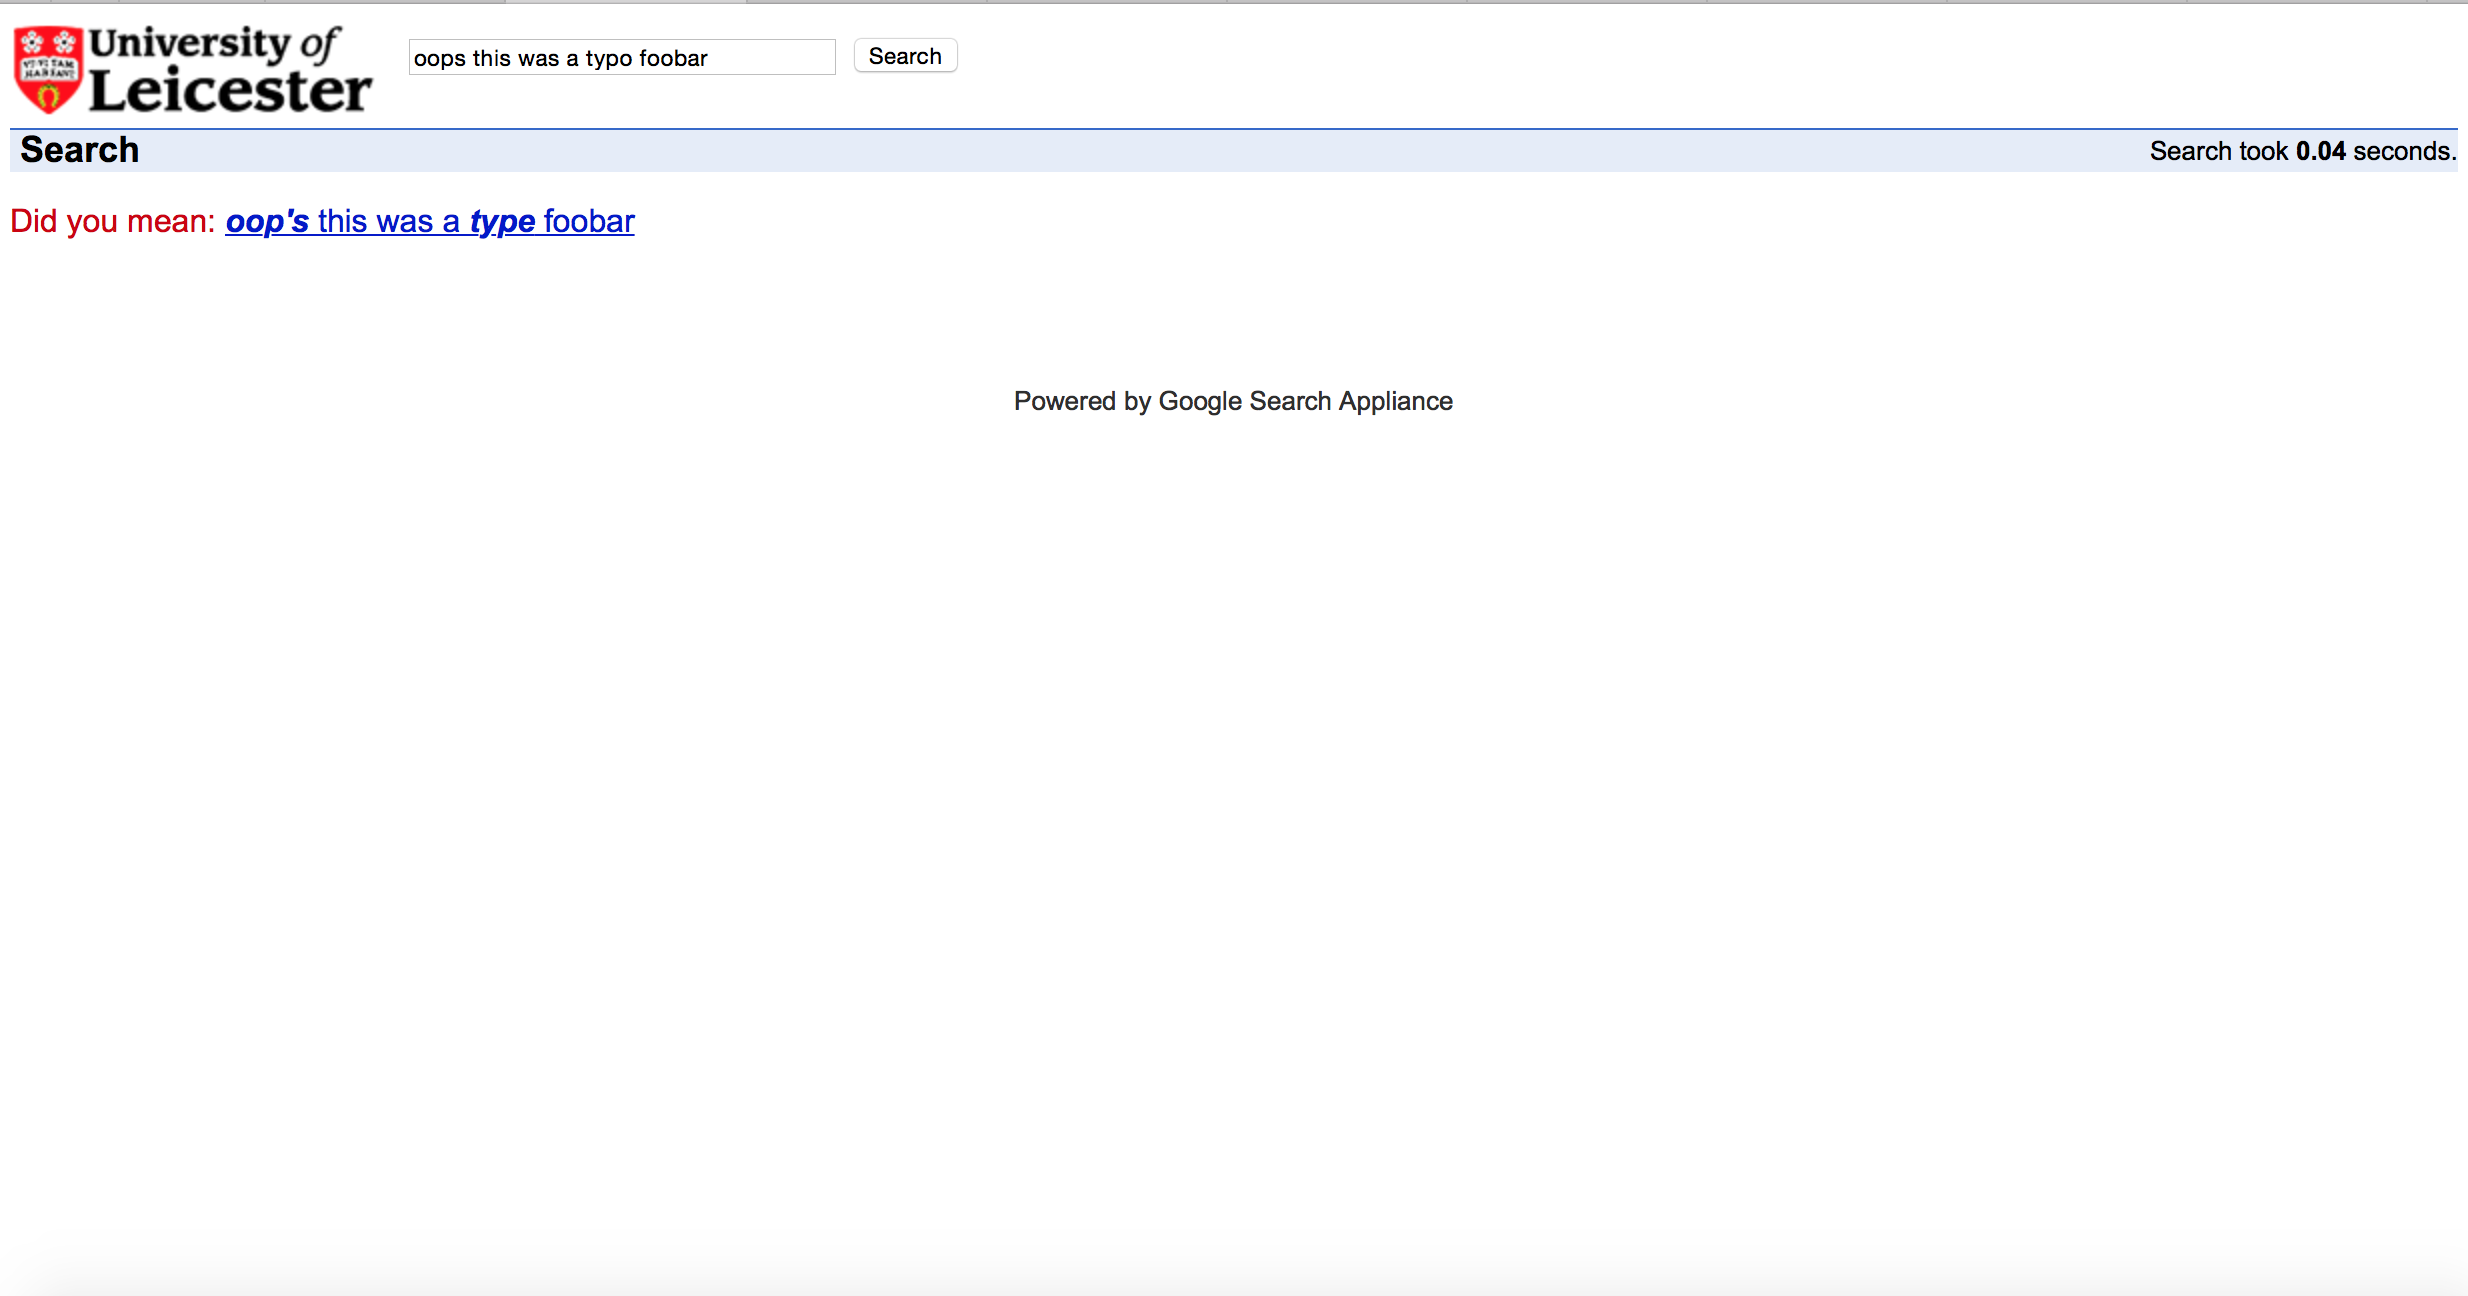 University of
Leicester
oops this was a typo foobar
Search
Search
Search took 0.04 seconds.
Did you mean: oop's this was a type foobar
Powered by Google Search Appliance